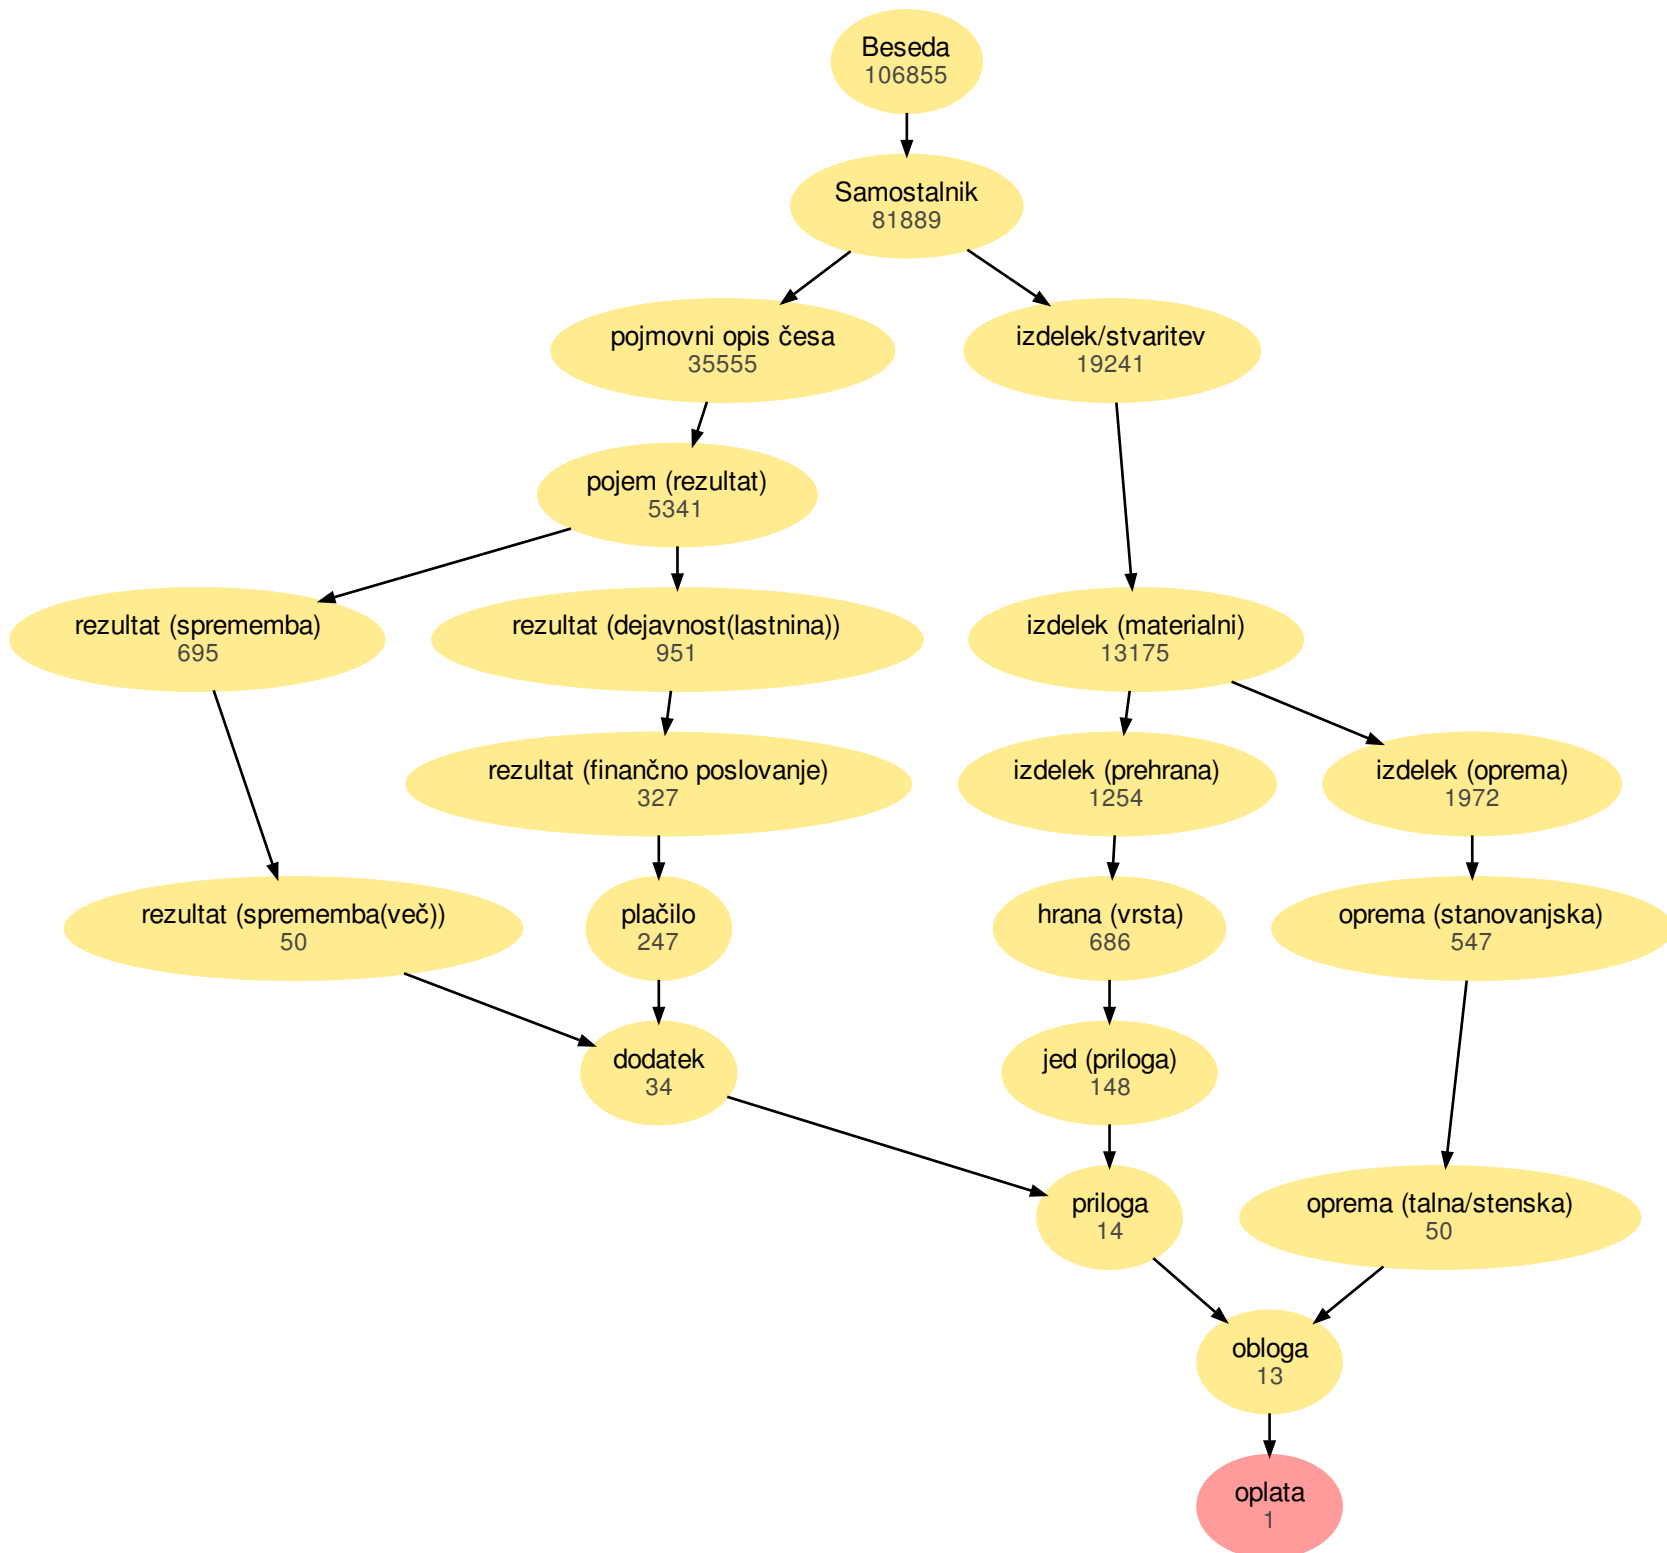 Beseda
106855
Samostalnik
81889
pojmovni opis česa
35555
izdelek/stvaritev
19241
pojem (rezultat)
5341
rezultat (sprememba)
695
rezultat (dejavnost(lastnina))
951
izdelek (materialni)
13175
rezultat (finančno poslovanje)
327
izdelek (prehrana)
1254
izdelek (oprema)
1972
rezultat (sprememba(več))
50
plačilo
247
hrana (vrsta)
686
oprema (stanovanjska)
547
dodatek
34
jed (priloga)
148
priloga
14
oprema (talna/stenska)
50
obloga
13
oplata
1